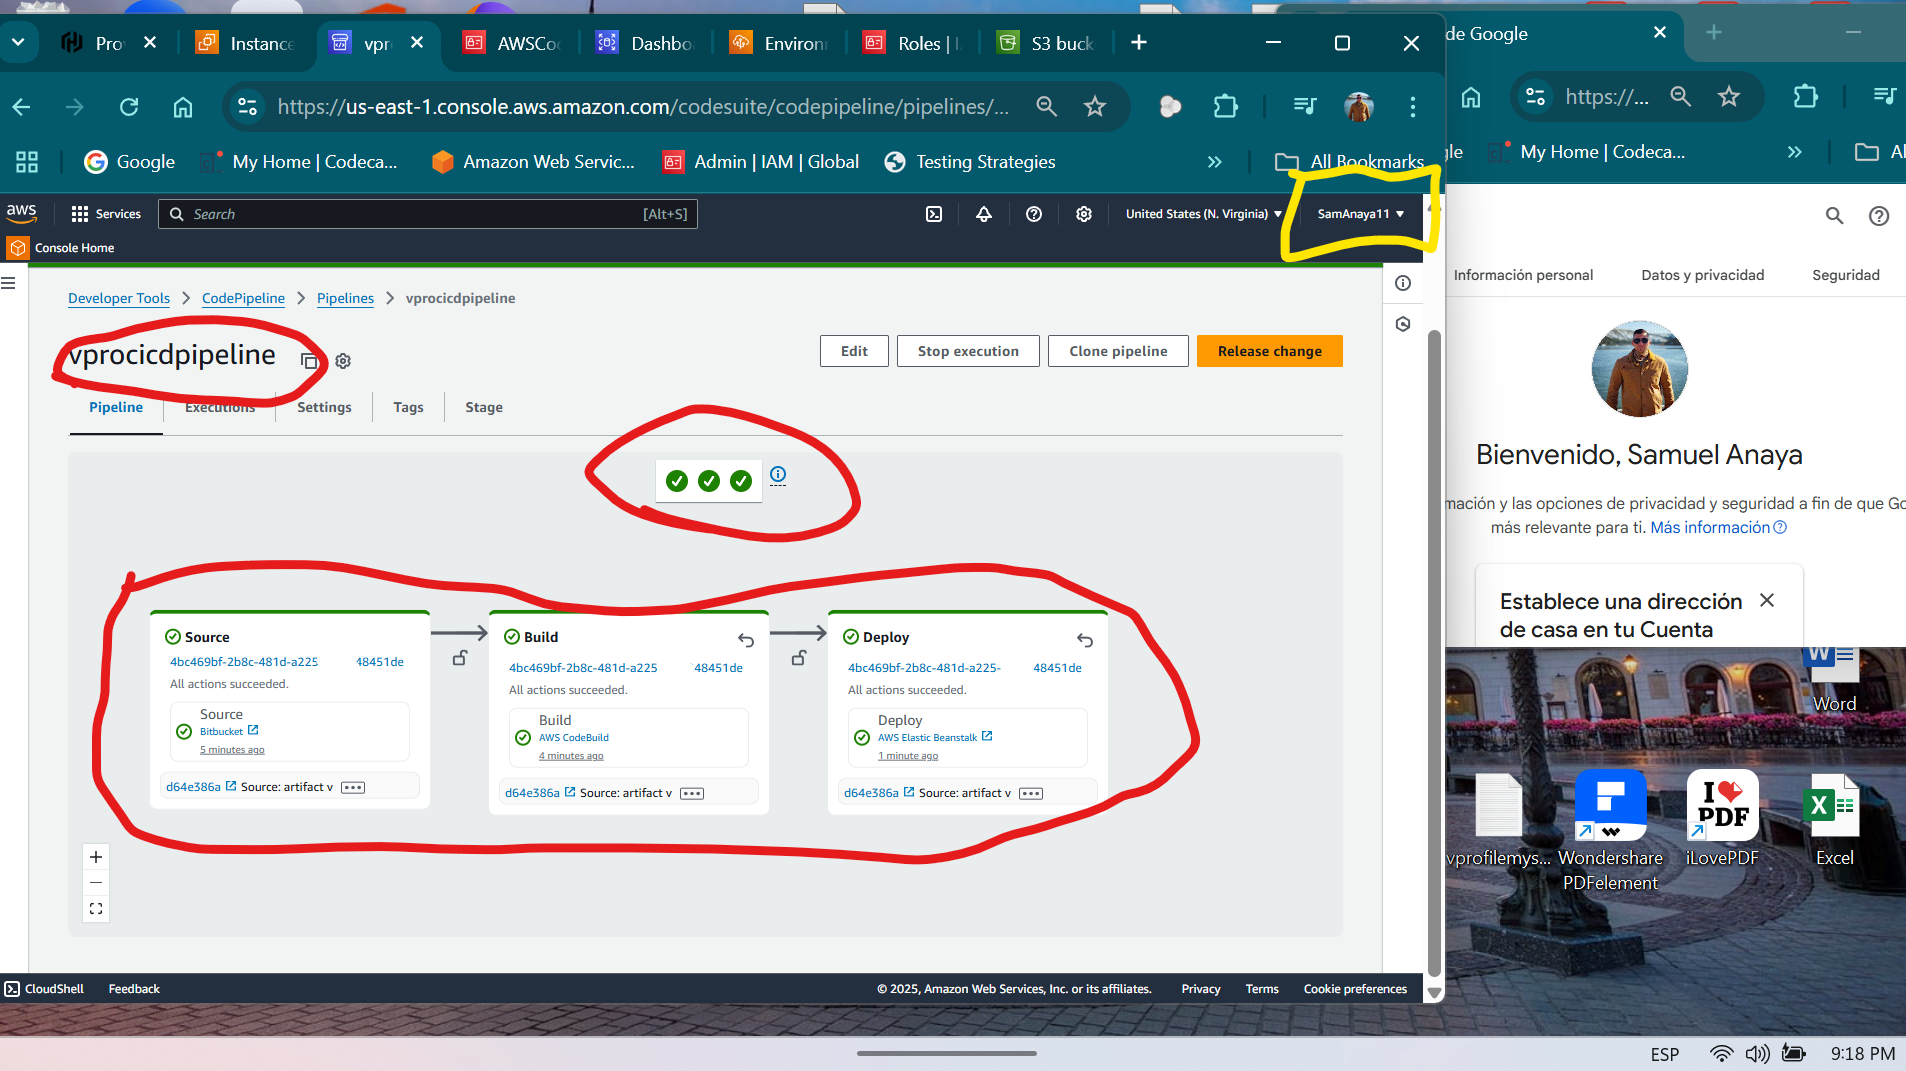 Pro
Instance
vpr
AWSCo
Dashbo
Environ
Roles | I
S3 buck
de Google
https://us-east-1.console.aws.amazon.com/codesuite/codepipeline/pipelines/...
https://...
Google
My Home | Codeca...
Amazon Web Servic...
Admin | IAM | Global
Testing Strategies
All Bookmarks
gle
My Home | Codeca...
Al
aws
Services
Search
[Alt+S]
United States (N. Virginia)
SamAnaya11
Console Home
Developer Tools
CodePipeline
Pipelines
vprocicdpipeline
vprocicdpipeline
Edit
Stop execution
Clone pipeline
Release change
Pipeline
Executions
Settings
Tags
Stage
Source
4bc469bf-2b8c-481d-a225
48451de
All actions succeeded.
Source
Bitbucket
5 minutes ago
d64e386a Source: artifact v
Build
4bc469bf-2b8c-481d-a225
48451de
All actions succeeded.
Build
AWS CodeBuild
4 minutes ago
d64e386a Source: artifact v
Deploy
4bc469bf-2b8c-481d-a225-
48451de
All actions succeeded.
Deploy
AWS Elastic Beanstalk
1 minute ago
d64e386a Source: artifact v
CloudShell
Feedback
© 2025, Amazon Web Services, Inc. or its affiliates.
Privacy
Terms
Cookie preferences
Información personal
Datos y privacidad
Seguridad
Bienvenido, Samuel Anaya
mación y las opciones de privacidad y seguridad a fin de que Go
más relevante para ti. Más información
Establece una dirección
de casa en tu Cuenta
W
Word
I
PDF
X
vprofilemys...
Wondershare
PDFelement
iLovePDF
Excel
ESP
9:18 PM